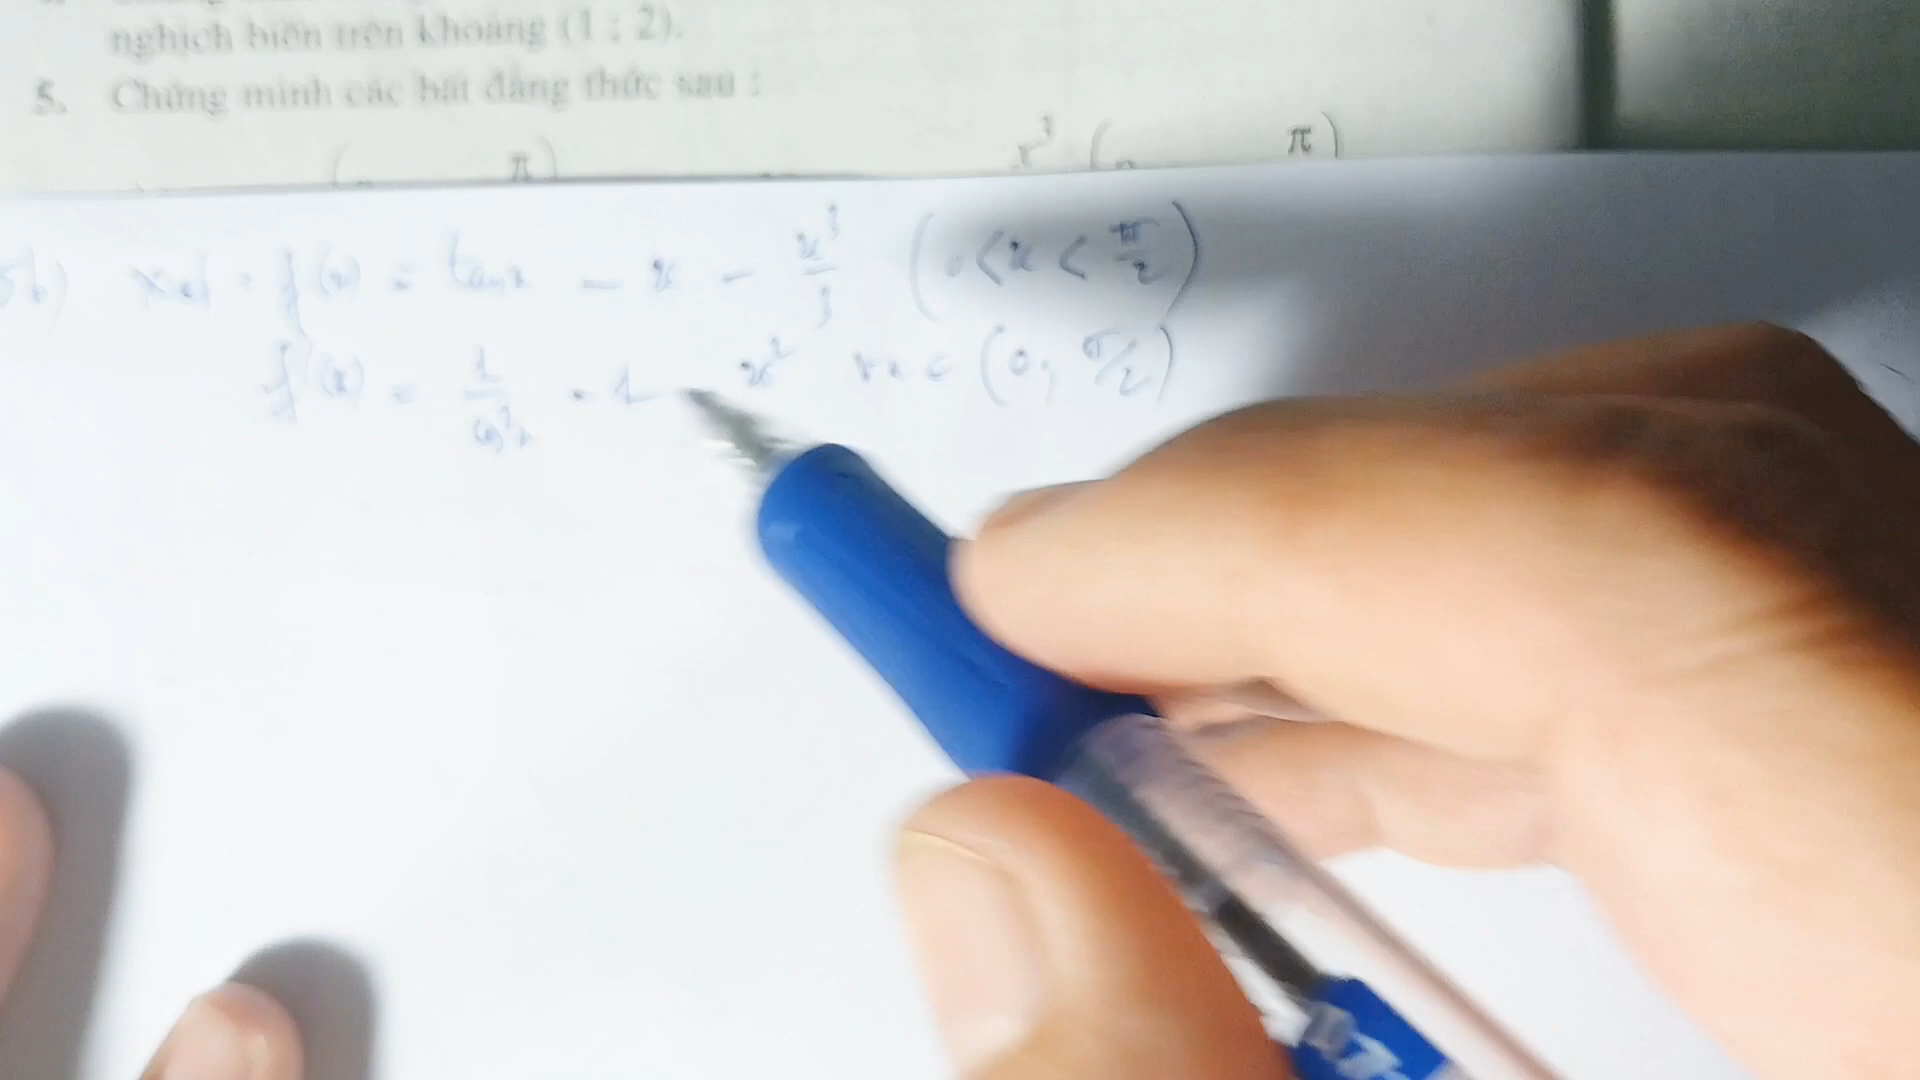 nghịch biến trên khoảng (1 ; 2).
5. Chứng minh các bất đẳng thức sau :
π) x³ ( π)
5b) Xét : f(x) = tanx - x - x³/3 (0 < x < π/2)
f'(x) = 1/cos²x - 1 - x² ∀x ∈ (0; π/2)